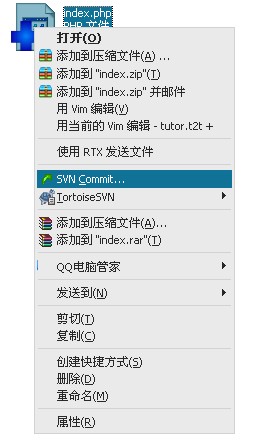 index.php
PHP 文件
打开(O)
添加到压缩文件(A) ...
添加到 "index.zip"(T)
添加到 "index.zip" 并邮件
用 Vim 编辑(V)
用当前的 Vim 编辑 - tutor.t2t +
使用 RTX 发送文件
SVN Commit...
TortoiseSVN
添加到压缩文件(A)...
添加到 "index.rar"(T)
QQ电脑管家
发送到(N)
剪切(T)
复制(C)
创建快捷方式(S)
删除(D)
重命名(M)
属性(R)